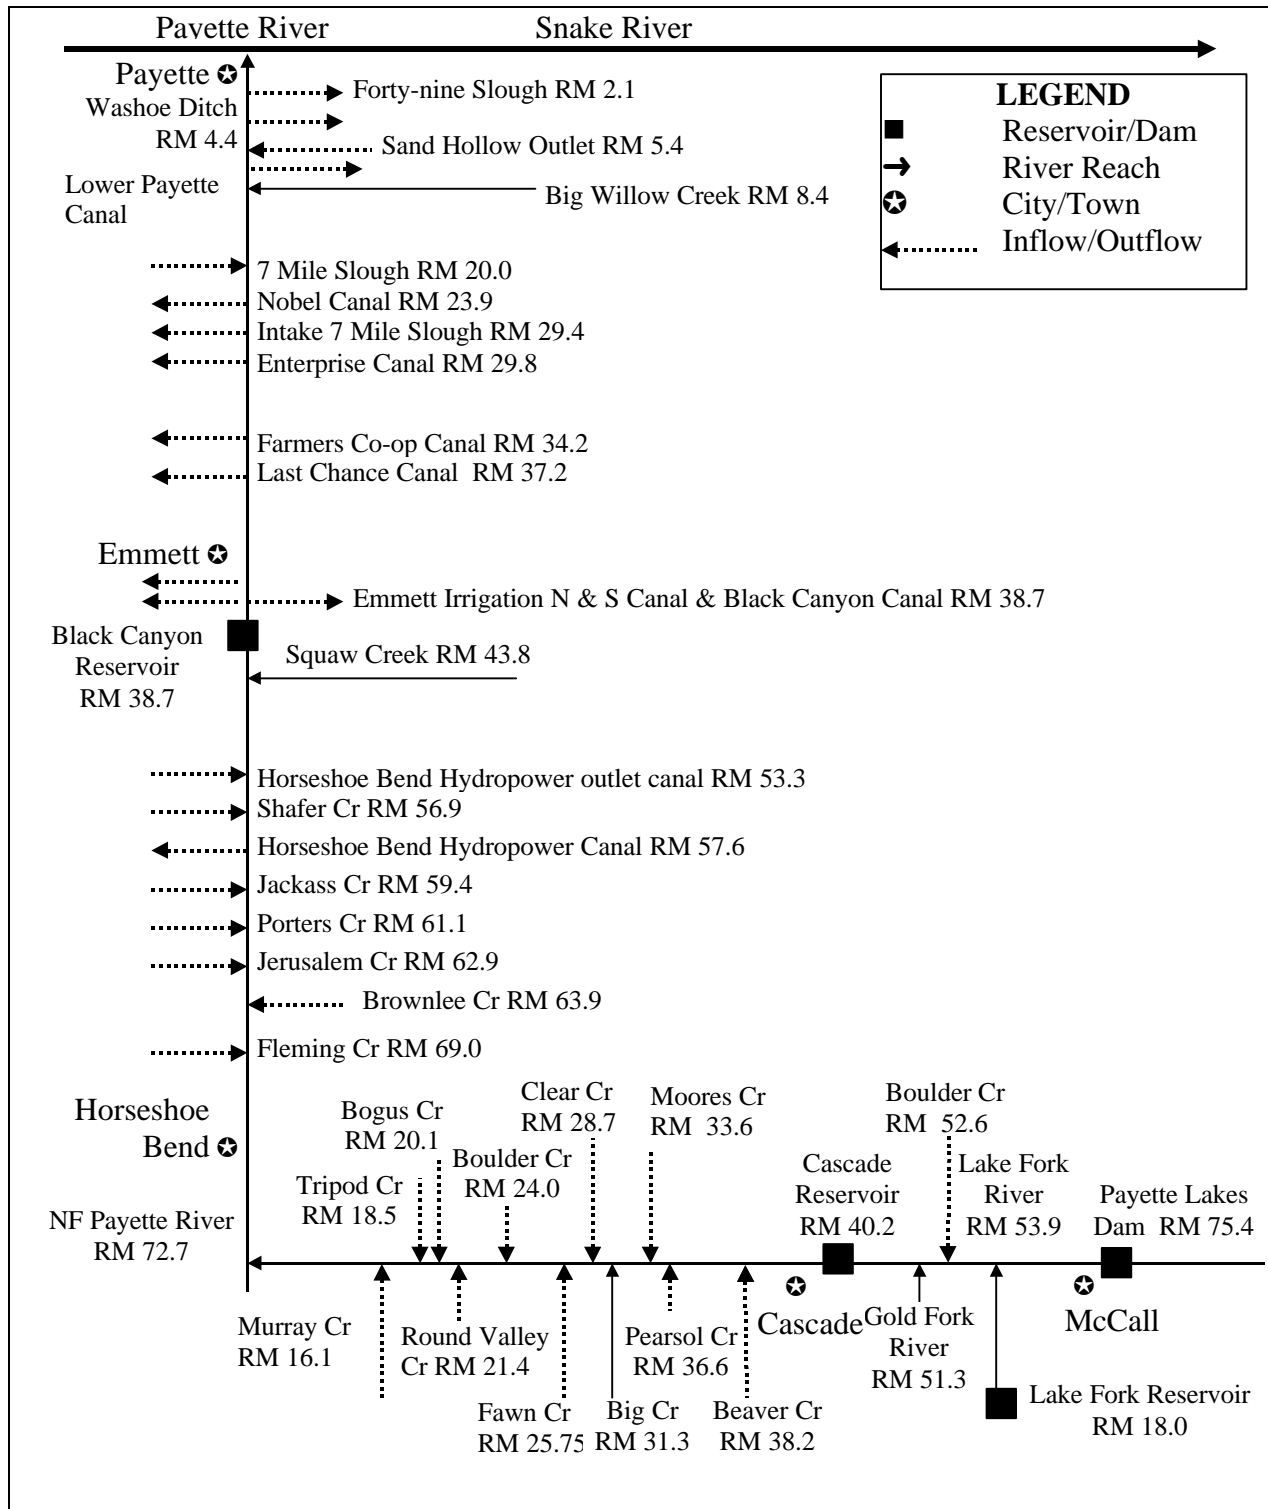 Payette River
Snake River
Payette
Washoe Ditch
RM 4.4
Forty-nine Slough RM 2.1
Sand Hollow Outlet RM 5.4
Lower Payette
Canal
Big Willow Creek RM 8.4
LEGEND
Reservoir/Dam
River Reach
City/Town
Inflow/Outflow
7 Mile Slough RM 20.0
Nobel Canal RM 23.9
Intake 7 Mile Slough RM 29.4
Enterprise Canal RM 29.8
Farmers Co-op Canal RM 34.2
Last Chance Canal RM 37.2
Emmett
Emmett Irrigation N & S Canal & Black Canyon Canal RM 38.7
Black Canyon
Reservoir
RM 38.7
Squaw Creek RM 43.8
Horseshoe Bend Hydropower outlet canal RM 53.3
Shafer Cr RM 56.9
Horseshoe Bend Hydropower Canal RM 57.6
Jackass Cr RM 59.4
Porters Cr RM 61.1
Jerusalem Cr RM 62.9
Brownlee Cr RM 63.9
Fleming Cr RM 69.0
Horseshoe
Bend
NF Payette River
RM 72.7
Tripod Cr
RM 18.5
Bogus Cr
RM 20.1
Boulder Cr
RM 24.0
Clear Cr
RM 28.7
Moores Cr
RM 33.6
Cascade
Reservoir
RM 40.2
Boulder Cr
RM 52.6
Lake Fork
River
RM 53.9
Payette Lakes
Dam RM 75.4
Murray Cr
RM 16.1
Round Valley
Cr RM 21.4
Fawn Cr
RM 25.75
Big Cr
RM 31.3
Pearsol Cr
RM 36.6
Beaver Cr
RM 38.2
Cascade
Gold Fork
River
RM 51.3
McCall
Lake Fork Reservoir
RM 18.0